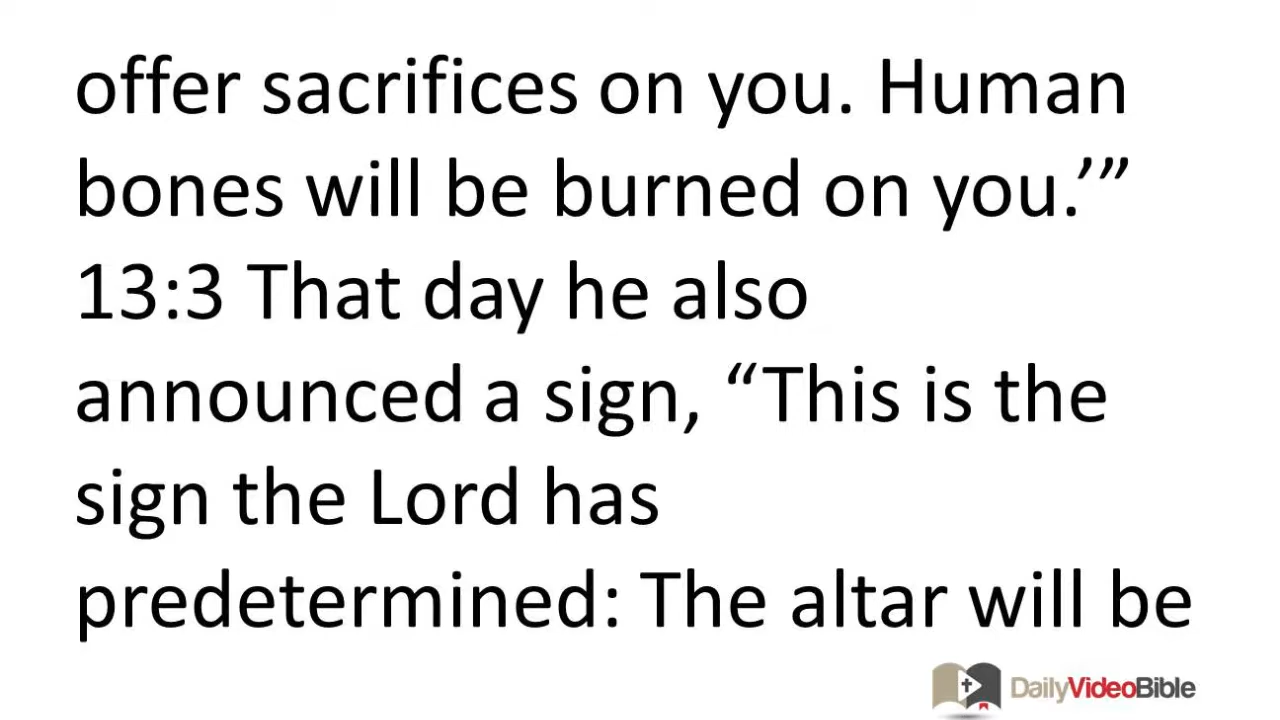 offer sacrifices on you. Human
bones will be burned on you.’”
13:3 That day he also
announced a sign, “This is the
sign the Lord has
predetermined: The altar will be
DailyVideoBible